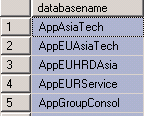 databasename
1 AppAsiaTech
2 AppEUAsiaTech
3 AppEUHRDAsia
4 AppEURService
5 AppGroupConsol